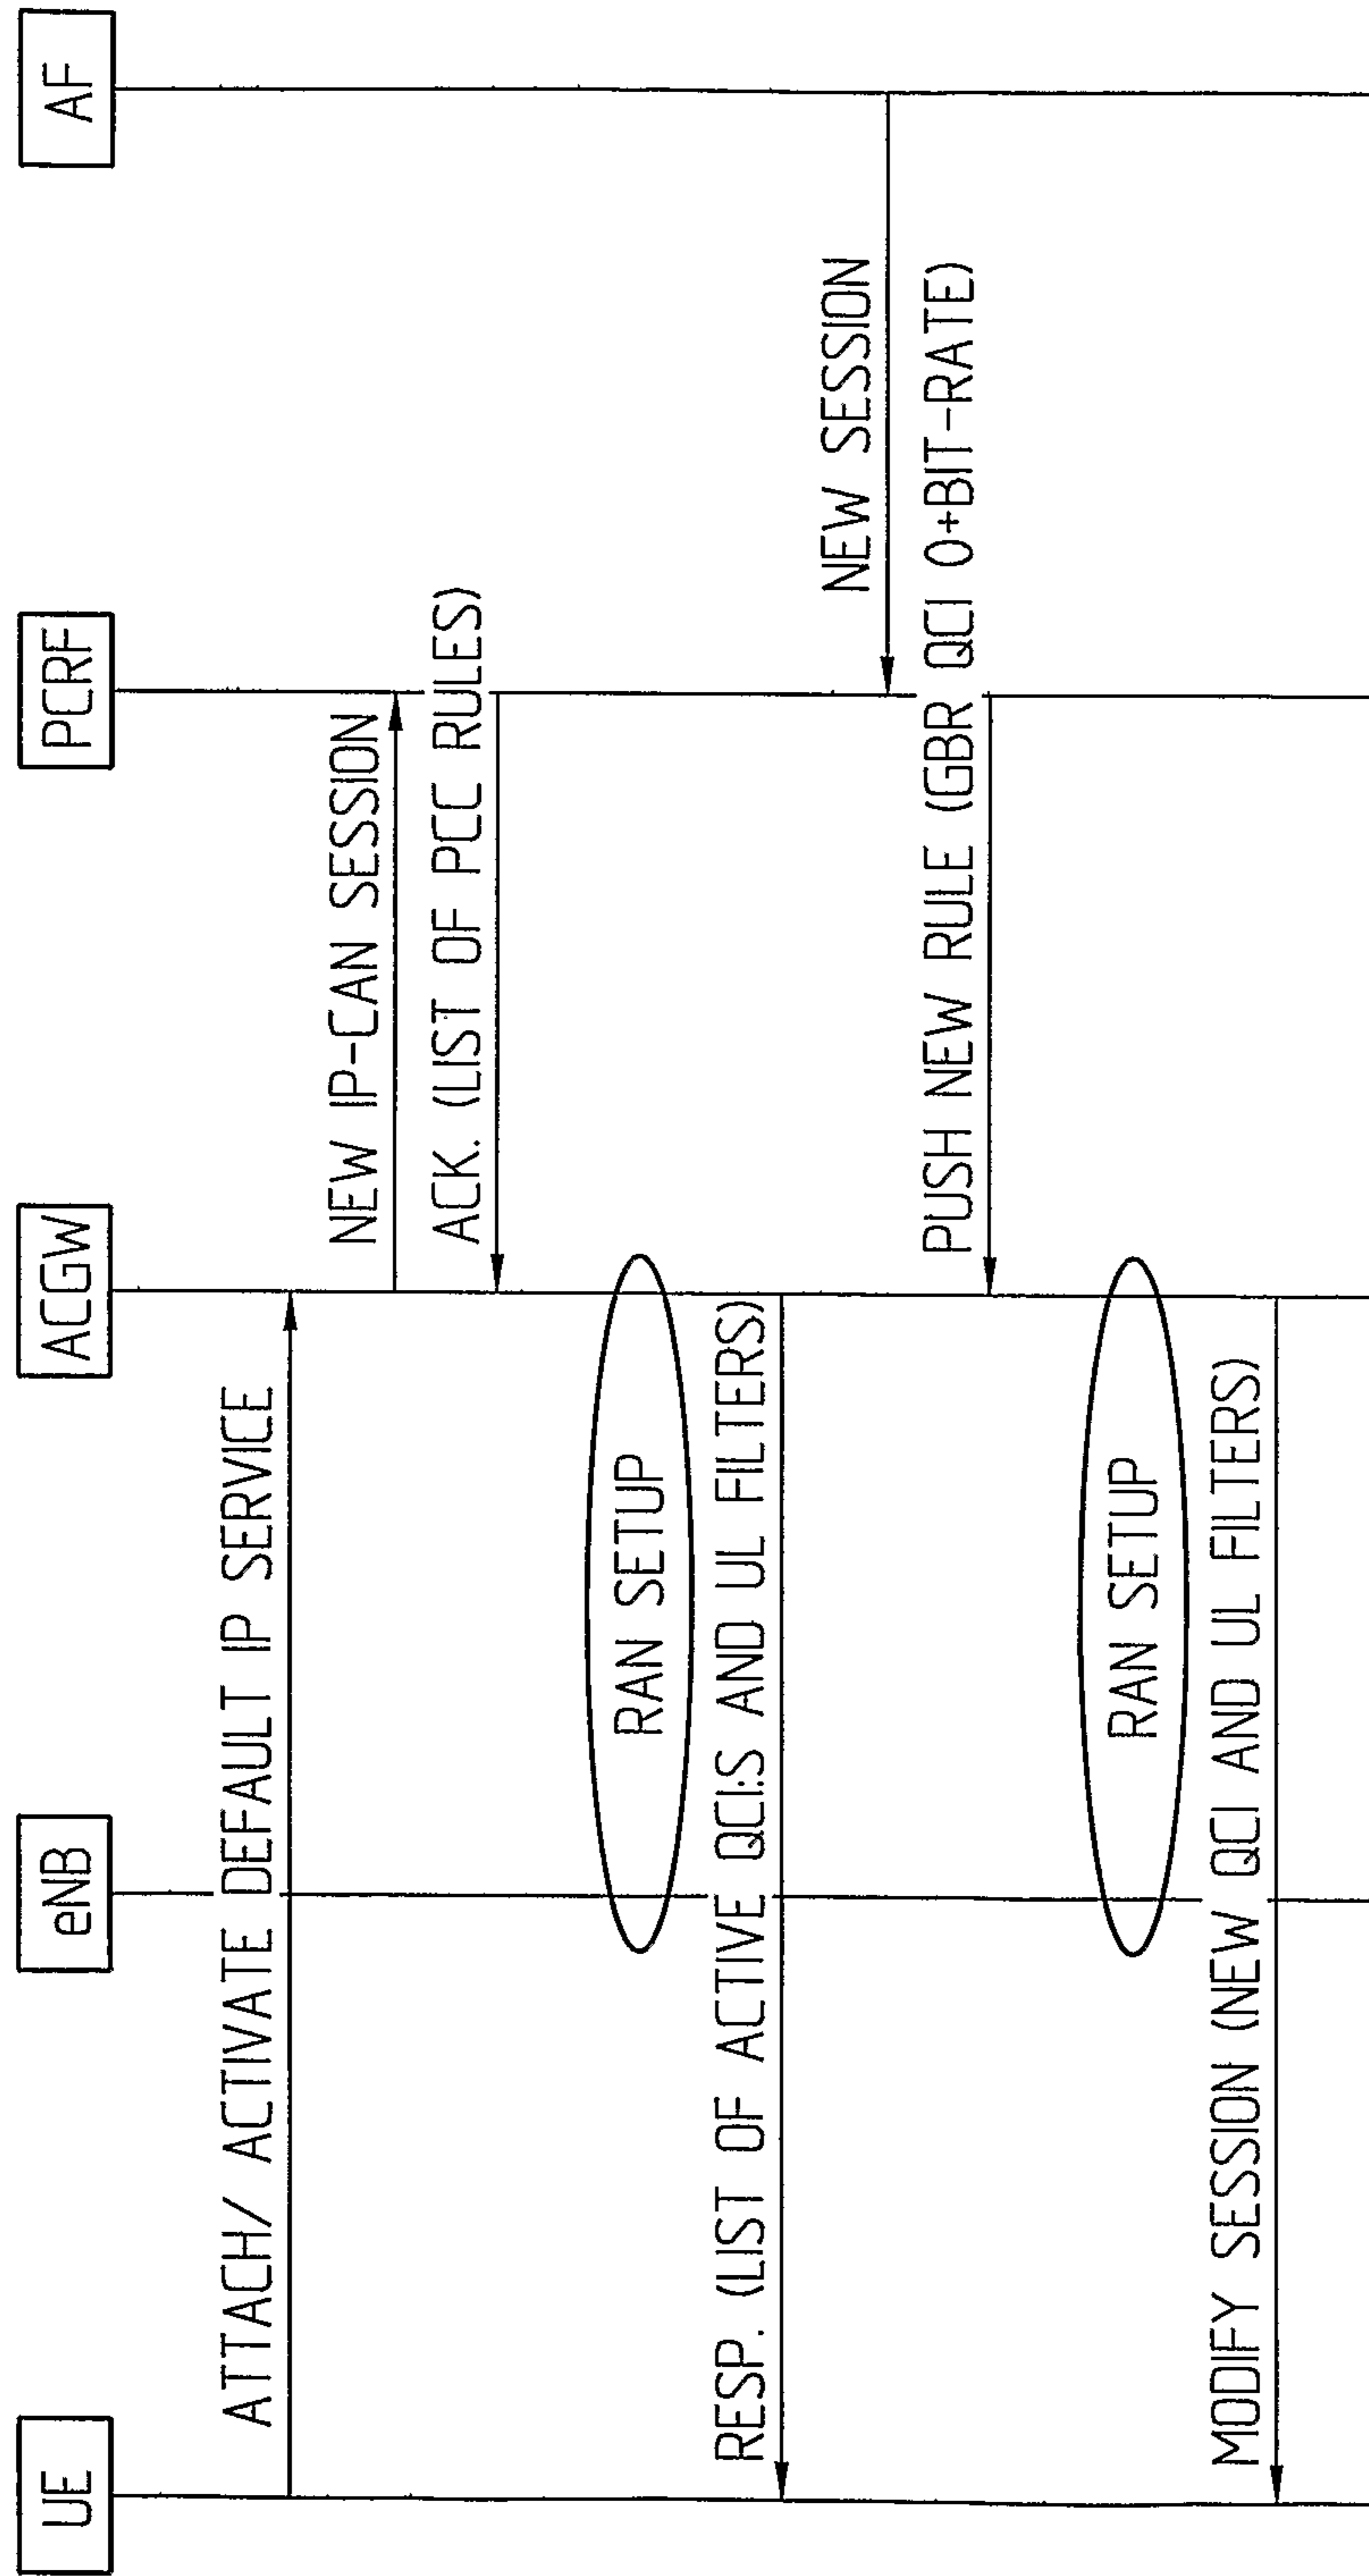 UE
eNB
ACGW
PCRF
AF
ATTACH/ ACTIVATE DEFAULT IP SERVICE
NEW IP-CAN SESSION
ACK. (LIST OF PCC RULES)
RAN SETUP
RESP. (LIST OF ACTIVE QCI:S AND UL FILTERS)
NEW SESSION
PUSH NEW RULE (GBR QCI 0+BIT-RATE)
RAN SETUP
MODIFY SESSION (NEW QCI AND UL FILTERS)